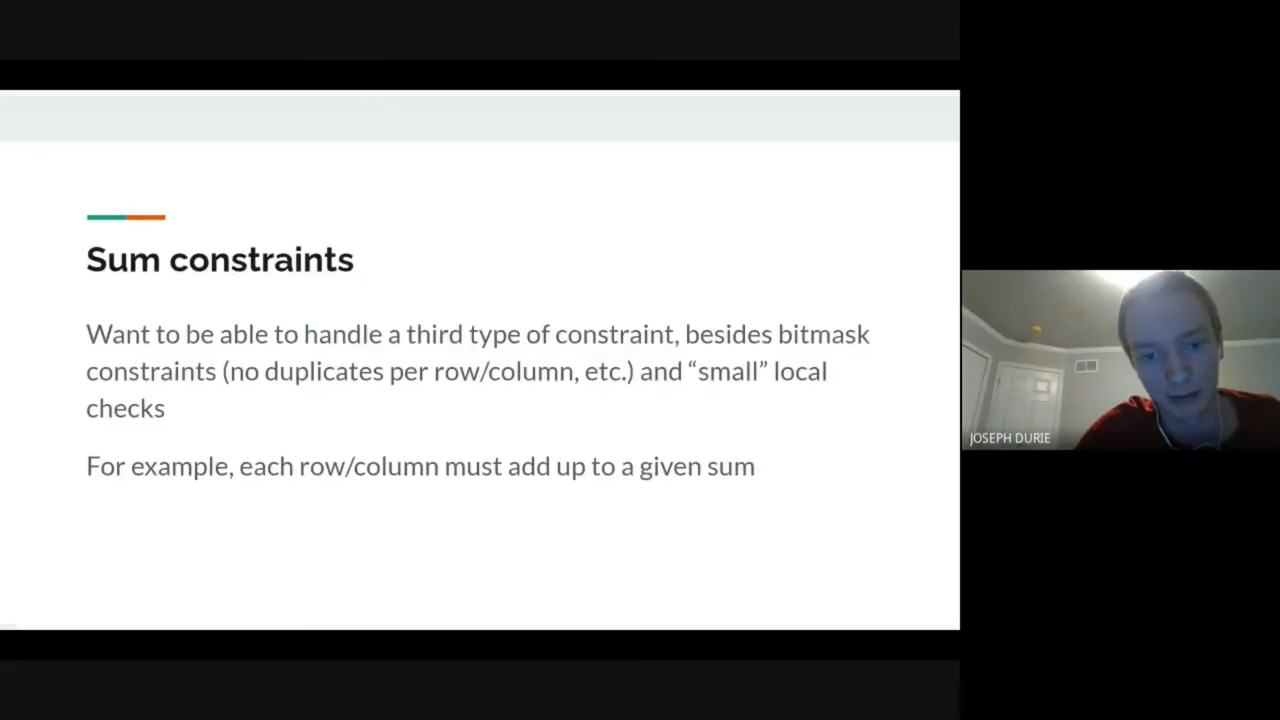 Sum constraints
Want to be able to handle a third type of constraint, besides bitmask
constraints (no duplicates per row/column, etc.) and “small” local
checks
For example, each row/column must add up to a given sum
JOSEPH DURIE